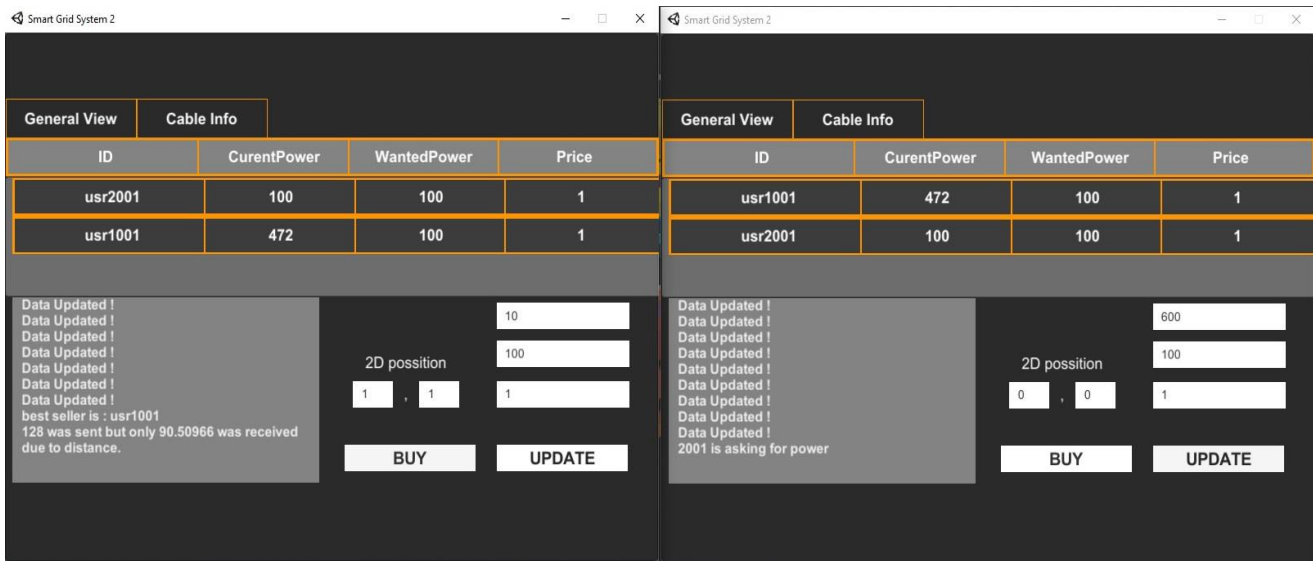 Smart Grid System 2
General View Cable Info
ID CurentPower WantedPower Price
usr2001 100 100 1
usr1001 472 100 1
Data Updated !
Data Updated !
Data Updated !
Data Updated !
Data Updated !
Data Updated !
Data Updated !
best seller is : usr1001
128 was sent but only 90.50966 was received
due to distance.
10
2D possition
100
1 , 1
1
BUY UPDATE
Smart Grid System 2
General View Cable Info
ID CurentPower WantedPower Price
usr1001 472 100 1
usr2001 100 100 1
Data Updated !
Data Updated !
Data Updated !
Data Updated !
Data Updated !
Data Updated !
Data Updated !
Data Updated !
Data Updated !
2001 is asking for power
600
2D possition
100
0 , 0
1
BUY UPDATE